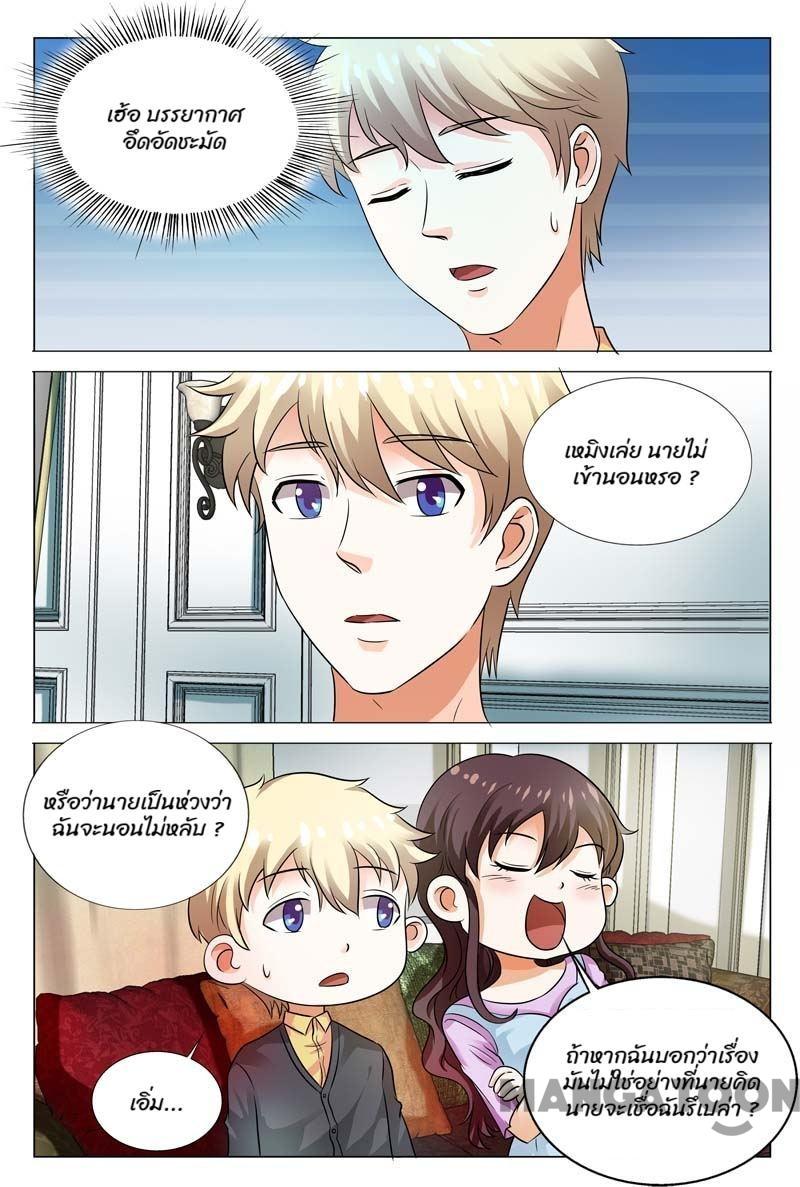 เฮ้อ บรรยากาศ
อึดอัดชะมัด
เหมิงเล่ย นายไม่
เข้านอนหรอ ?
หรือว่านายเป็นห่วงว่า
ฉันจะนอนไม่หลับ ?
เอิ่ม...
ถ้าหากฉันบอกว่าเรื่อง
มันไม่ใช่อย่างที่นายคิด
นายจะเชื่อฉันรึเปล่า ?
MANGATOON